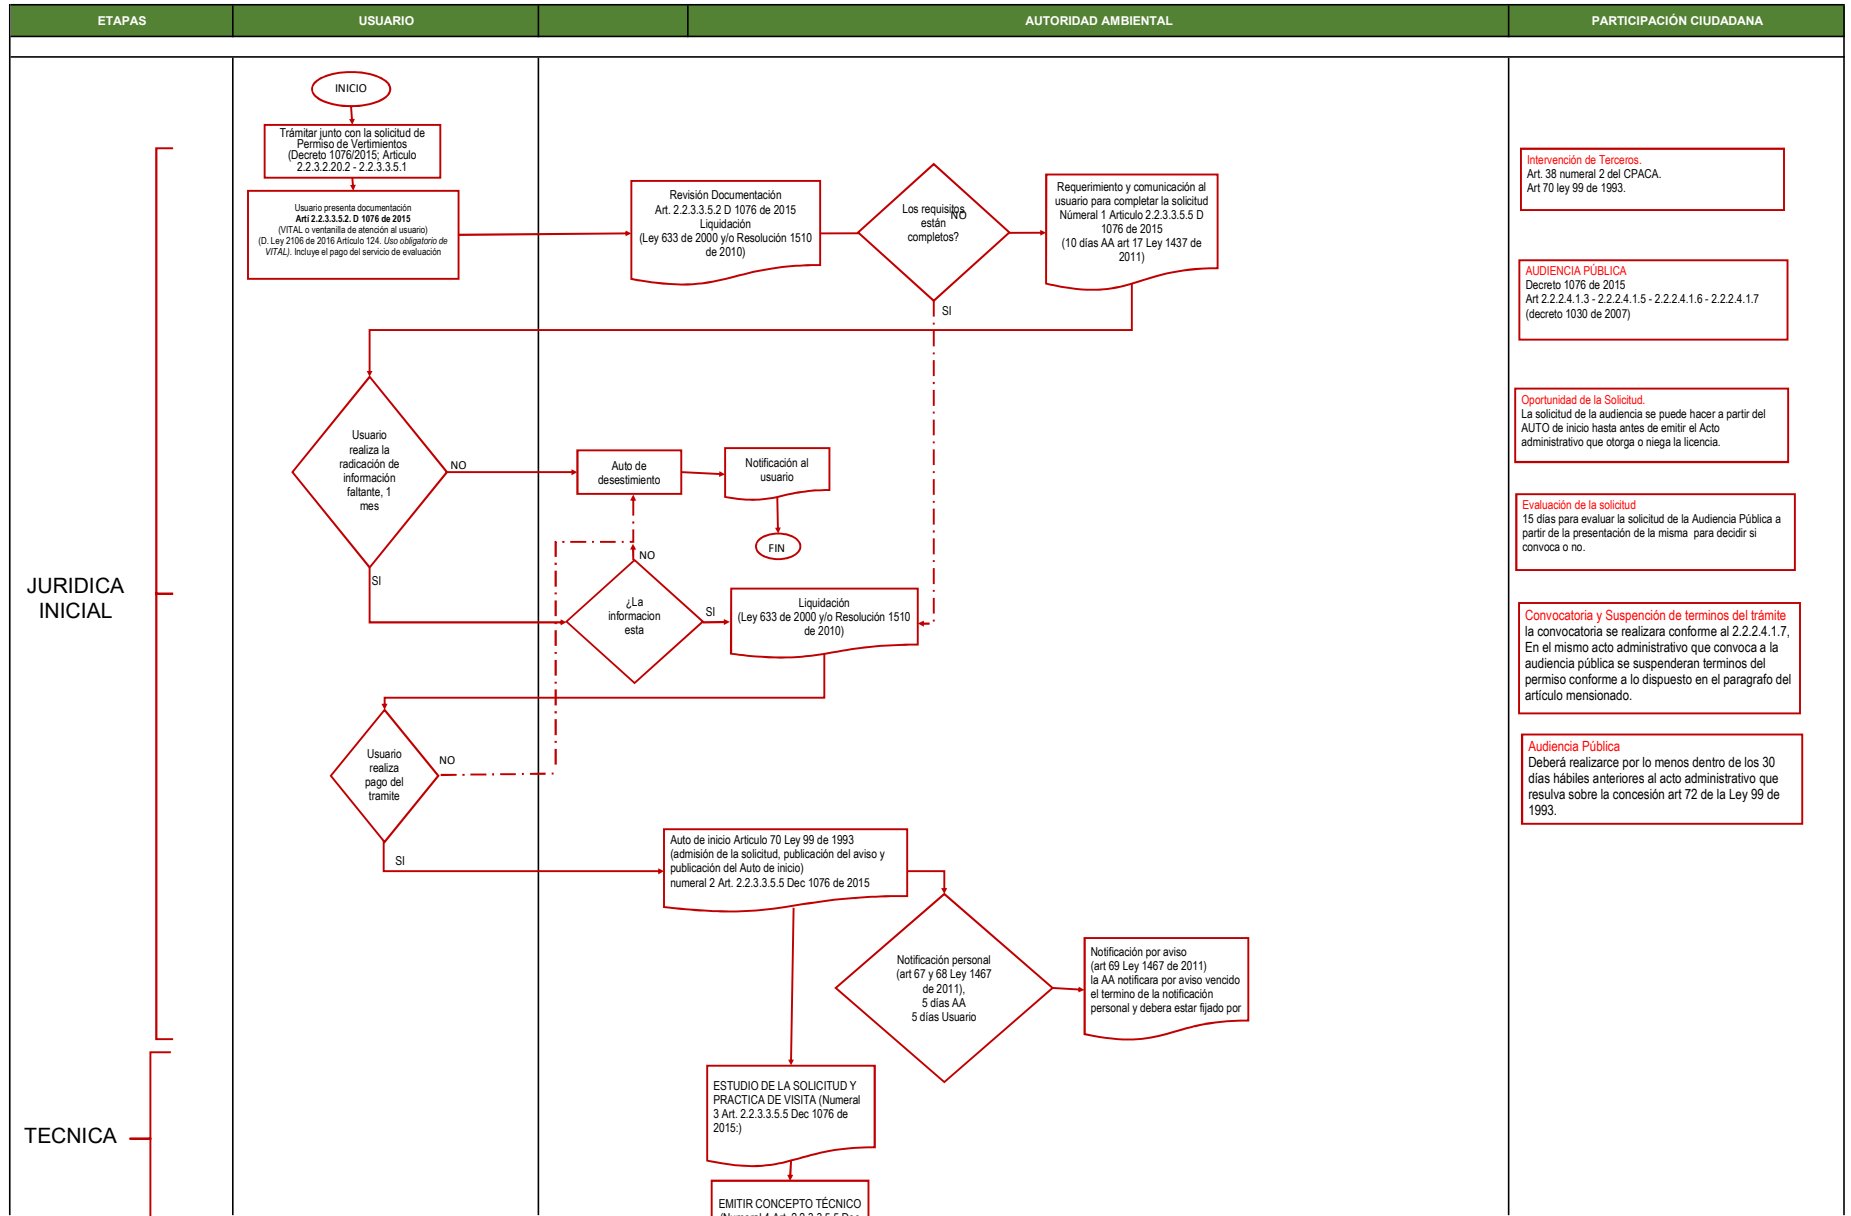 ETAPAS
USUARIO
AUTORIDAD AMBIENTAL
PARTICIPACIÓN CIUDADANA
INICIO
Trámitar junto con la solicitud de
Permiso de Vertimientos
(Decreto 1076/2015; Articulo
2.2.3.2.20.2 - 2.2.3.3.5.1
Usuario presenta documentación
Artí 2.2.3.3.5.2. D 1076 de 2015
(VITAL o ventanilla de atención al usuario)
(D. Ley 2106 de 2016 Articulo 124. Uso obligatorio de
VITAL). Incluye el pago del servicio de evaluación
Revisión Documentación
Art. 2.2.3.3.5.2 D 1076 de 2015
Liquidación
(Ley 633 de 2000 y/o Resolución 1510
de 2010)
Los requisitos
están
completos?
NO
SI
Requerimiento y comunicación al
usuario para completar la solicitud
Númeral 1 Articulo 2.2.3.3.5.5 D
1076 de 2015
(10 días AA art 17 Ley 1437 de
2011)
Intervención de Terceros.
Art. 38 numeral 2 del CPACA.
Art 70 ley 99 de 1993.
AUDIENCIA PÚBLICA
Decreto 1076 de 2015
Art 2.2.2.4.1.3 - 2.2.2.4.1.5 - 2.2.2.4.1.6 - 2.2.2.4.1.7
(decreto 1030 de 2007)
Usuario
realiza la
radicación de
información
faltante, 1
mes
NO
SI
Auto de
desestimiento
Notificación al
usuario
FIN
Oportunidad de la Solicitud.
La solicitud de la audiencia se puede hacer a partir del
AUTO de inicio hasta antes de emitir el Acto
administrativo que otorga o niega la licencia.
Evaluación de la solicitud
15 días para evaluar la solicitud de la Audiencia Pública a
partir de la presentación de la misma para decidir si
convoca o no.
JURIDICA
INICIAL
NO
¿La
informacion
esta
SI
Liquidación
(Ley 633 de 2000 y/o Resolución 1510
de 2010)
Convocatoria y Suspención de terminos del trámite
la convocatoria se realizara conforme al 2.2.2.4.1.7,
En el mismo acto administrativo que convoca a la
audiencia pública se suspenderan terminos del
permiso conforme a lo dispuesto en el paragrafo del
artículo mensionado.
Usuario
realiza
pago del
tramite
NO
SI
Audiencia Pública
Deberá realizarce por lo menos dentro de los 30
días hábiles anteriores al acto administrativo que
resulva sobre la concesión art 72 de la Ley 99 de
1993.
Auto de inicio Articulo 70 Ley 99 de 1993
(admisión de la solicitud, publicación del aviso y
publicación del Auto de inicio)
numeral 2 Art. 2.2.3.3.5.5 Dec 1076 de 2015
Notificación personal
(art 67 y 68 Ley 1467
de 2011),
5 días AA
5 días Usuario
Notificación por aviso
(art 69 Ley 1467 de 2011)
la AA notificara por aviso vencido
el termino de la notificación
personal y debera estar fijado por
TECNICA
ESTUDIO DE LA SOLICITUD Y
PRACTICA DE VISITA (Numeral
3 Art. 2.2.3.3.5.5 Dec 1076 de
2015:)
EMITIR CONCEPTO TÉCNICO